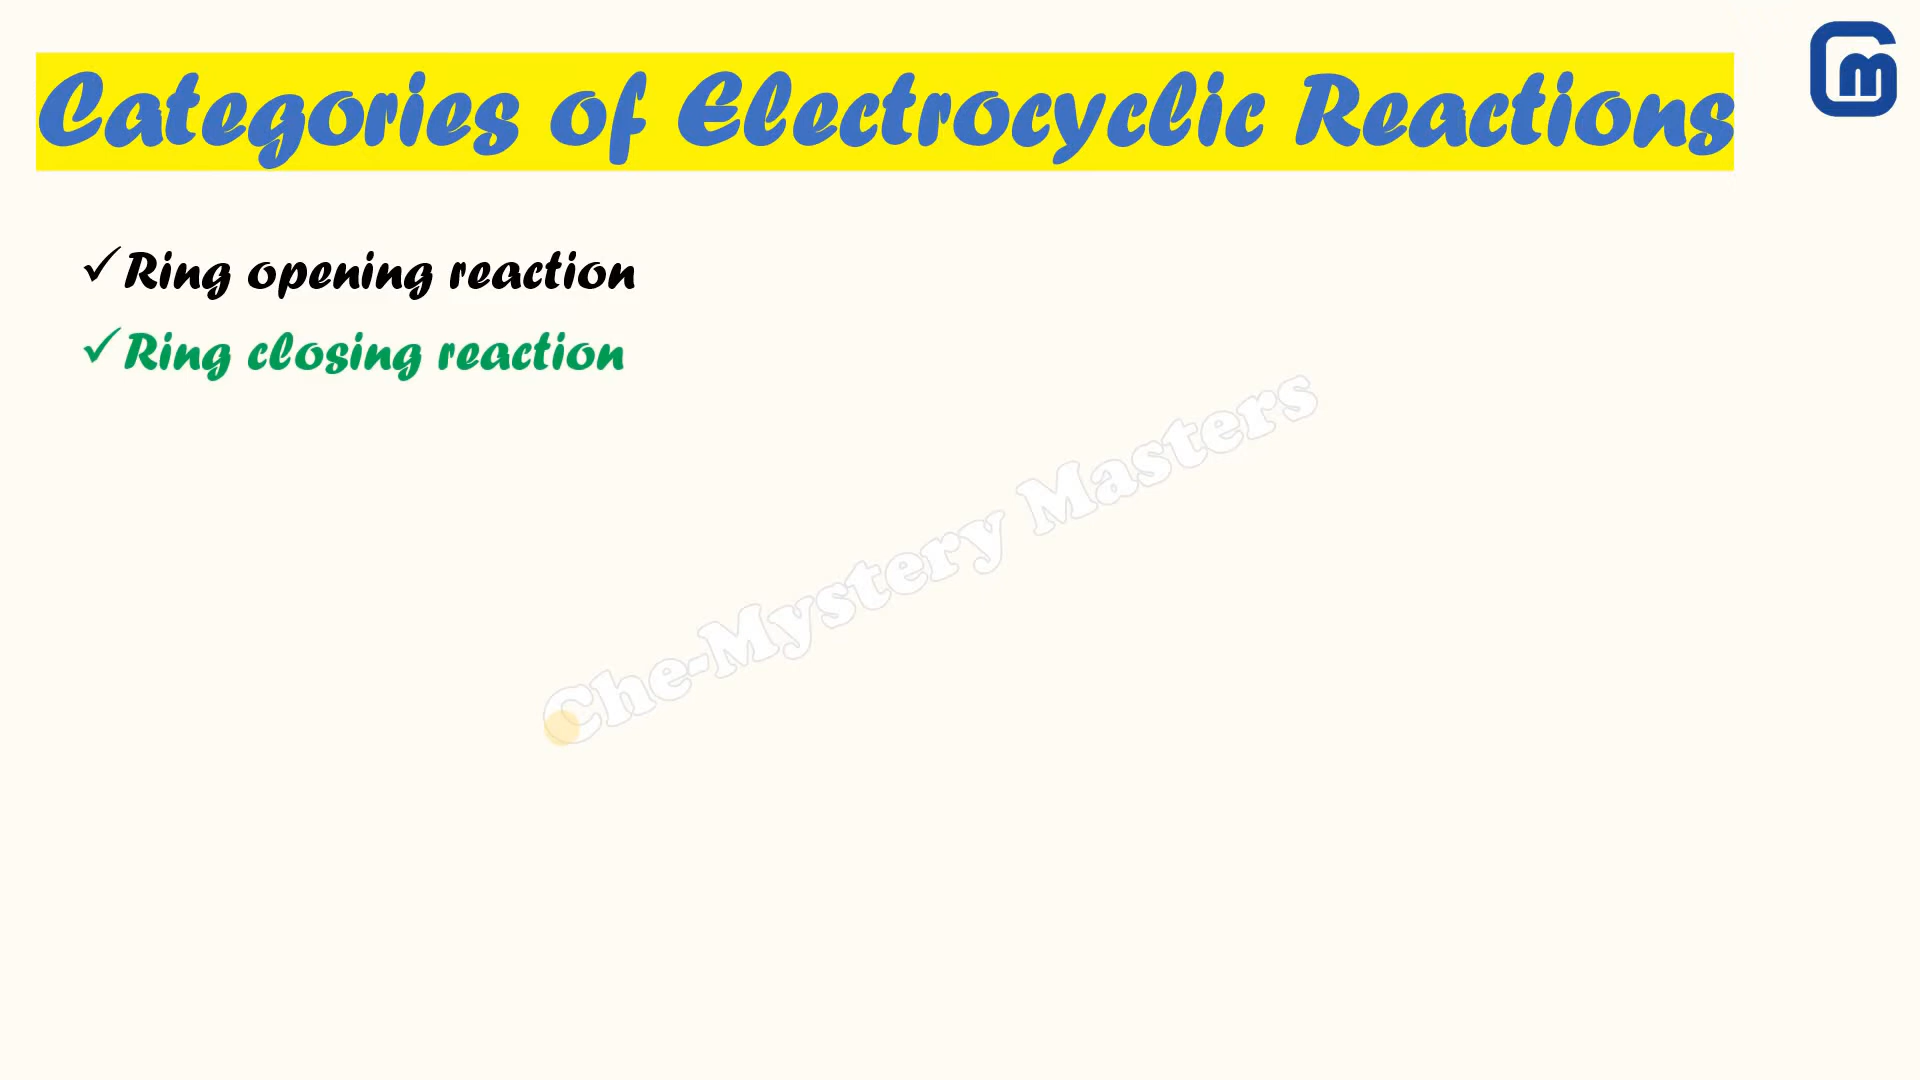 Categories of Electrocyclic Reactions
✓Ring opening reaction
✓Ring closing reaction
Che-Mystery Masters